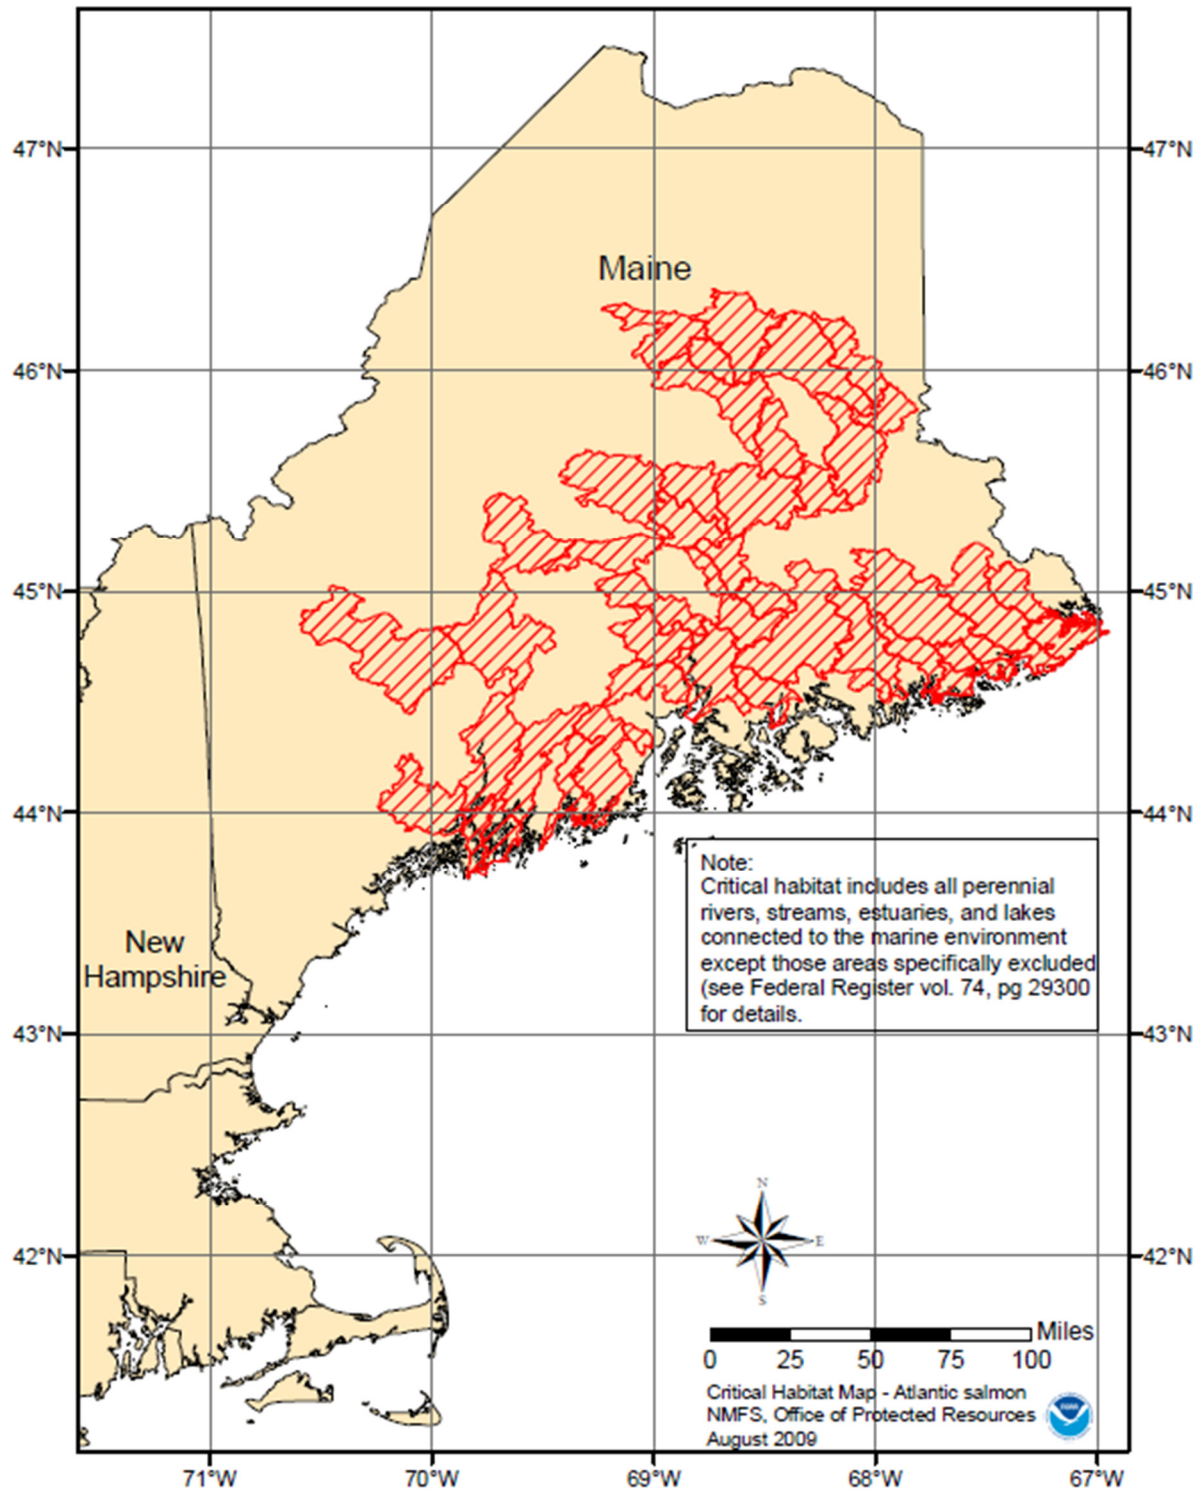 47°N
47°N
Maine
46°N
46°N
45°N
45°N
44°N
44°N
Note:
Critical habitat includes all perennial
rivers, streams, estuaries, and lakes
connected to the marine environment
except those areas specifically excluded
(see Federal Register vol. 74, pg 29300
for details.
New
Hampshire
43°N
43°N
N
W
E
S
42°N
42°N
Miles
0 25 50 75 100
Critical Habitat Map - Atlantic salmon
NMFS, Office of Protected Resources
August 2009
71°W 70°W 69°W 68°W 67°W